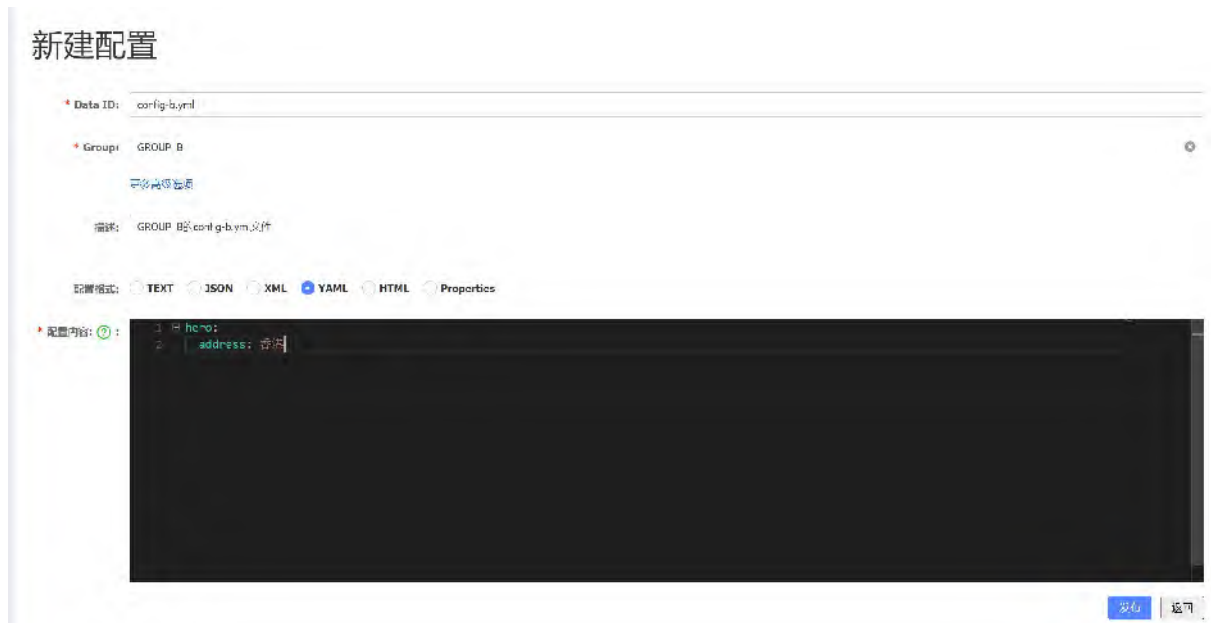 新建配置
* Data ID: config-b.yml
* Group: GROUP_B
更多高级选项
描述: GROUP_B的config-b.yml文件
配置格式: TEXT JSON XML YAML HTML Properties
* 配置内容: ? :
1 hero:
2 address: 香港
发布 返回